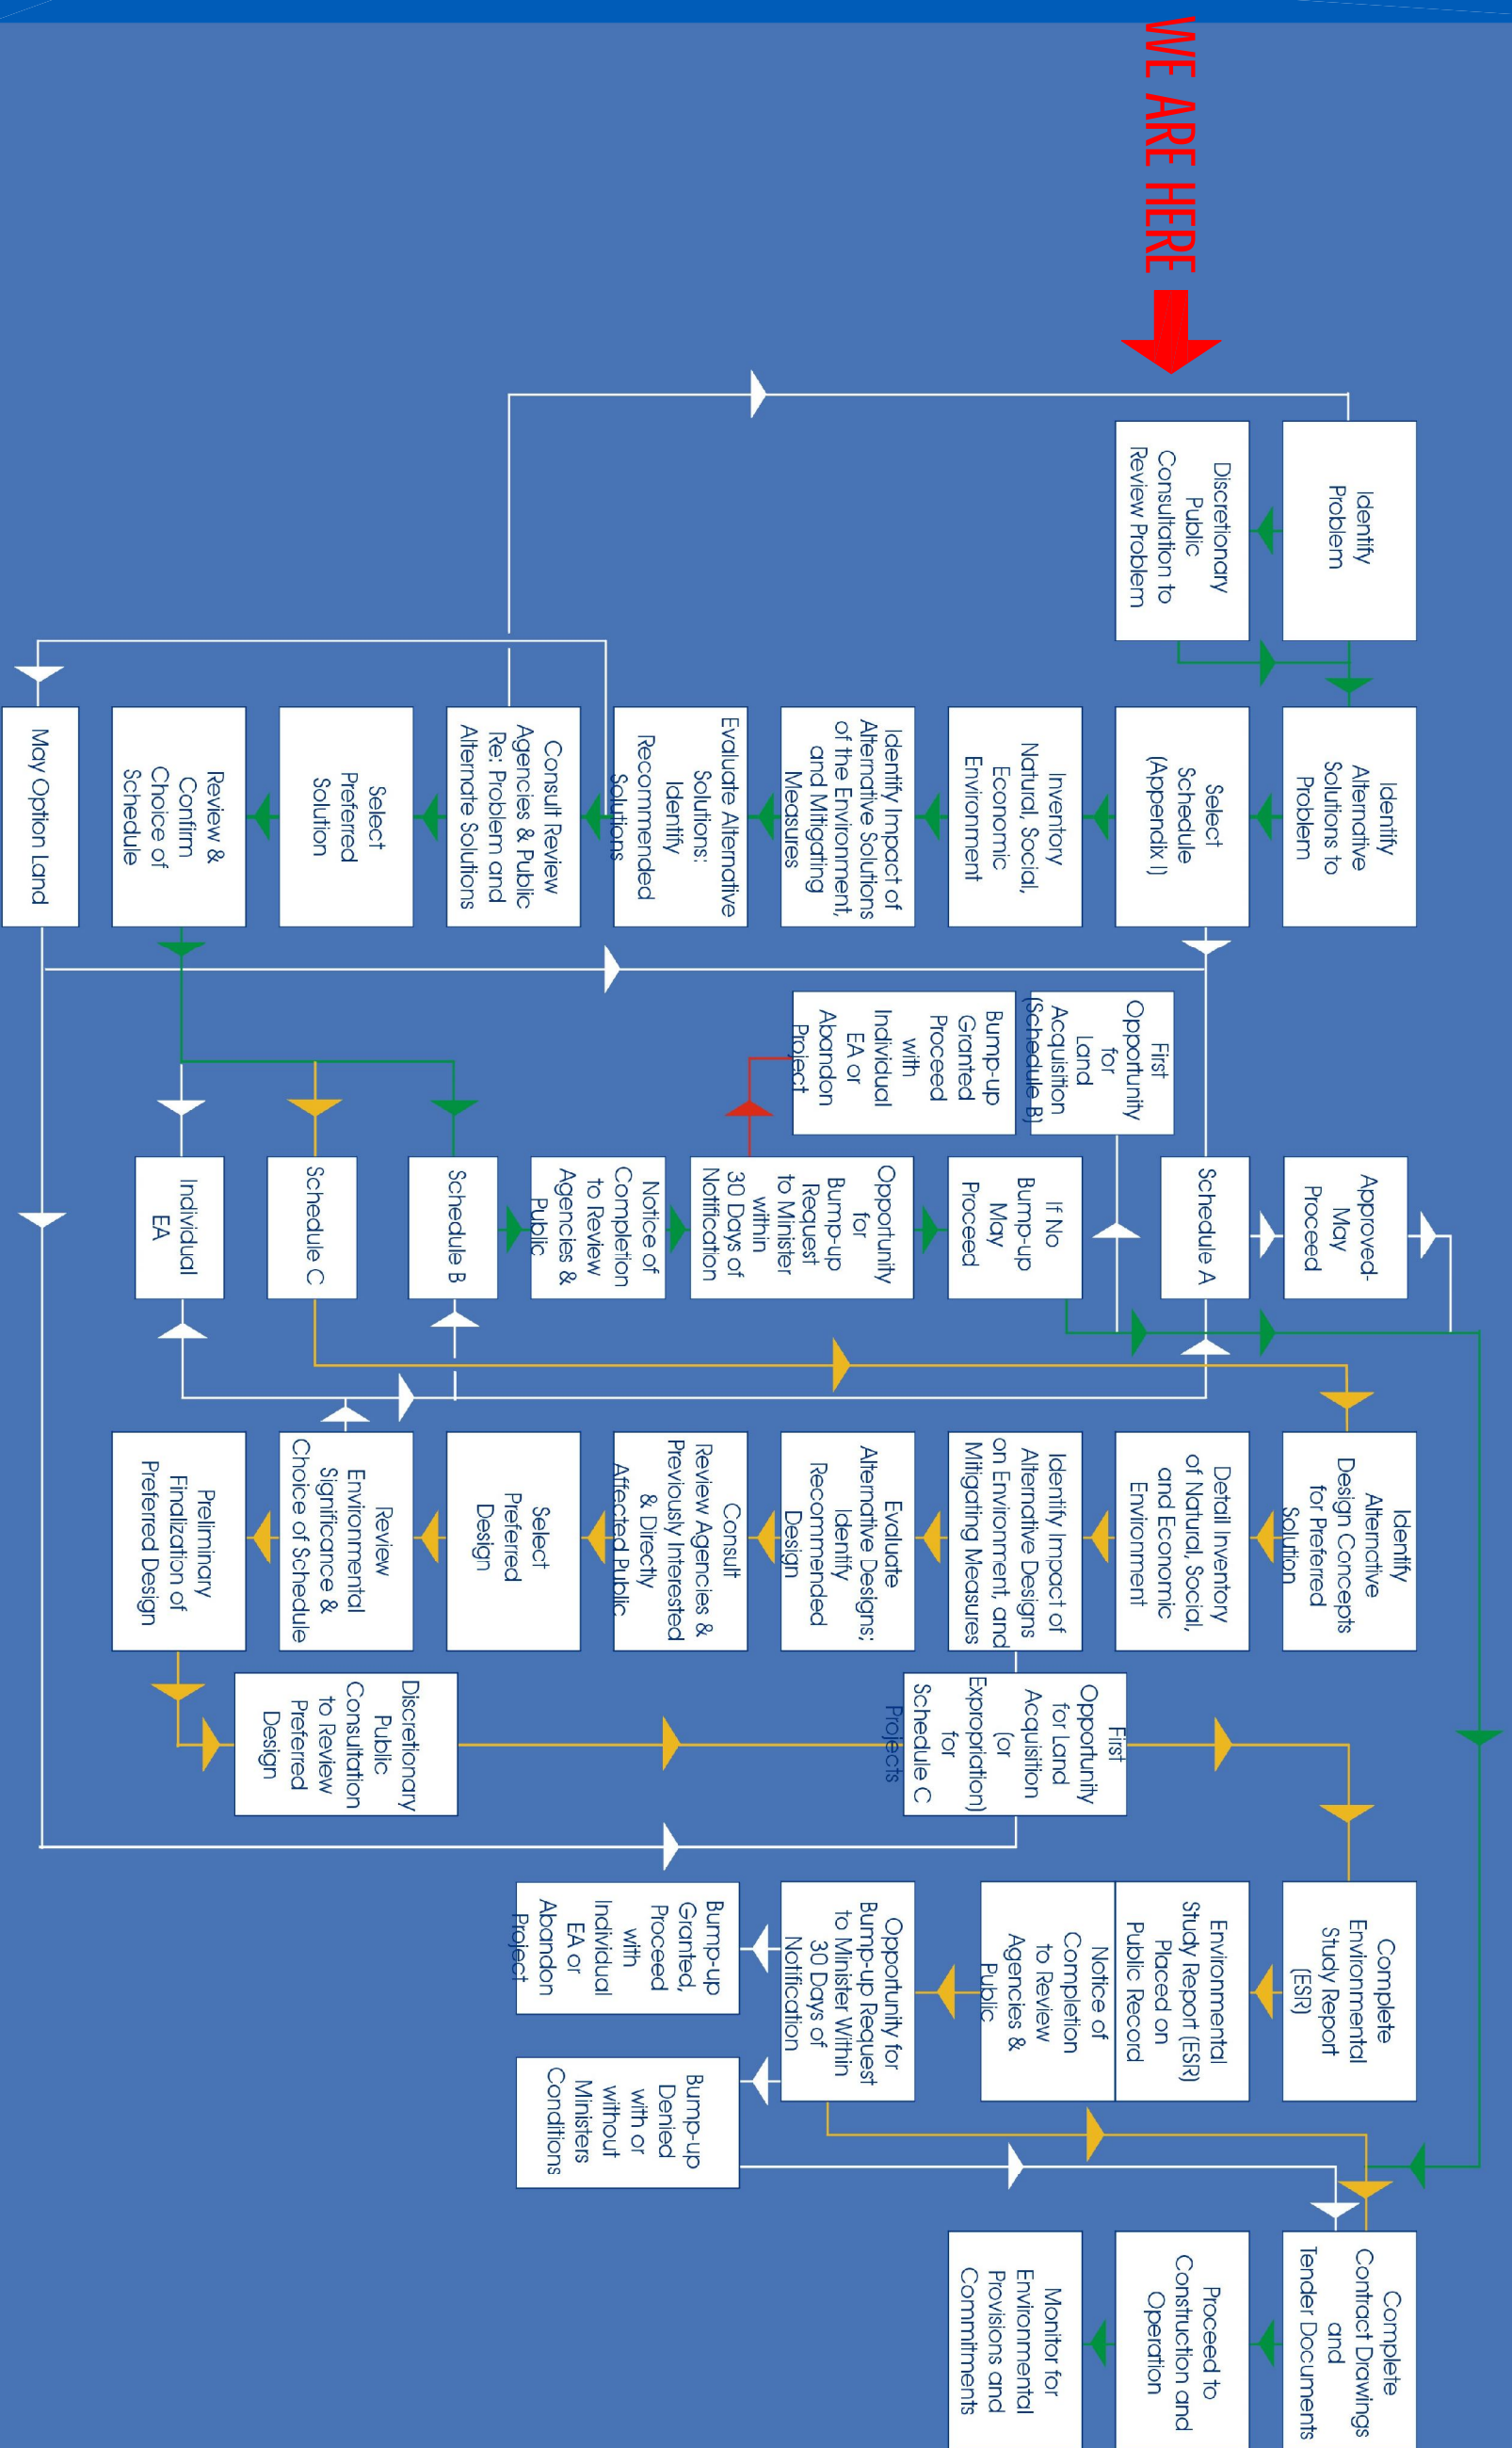 WE ARE HERE
Identify
Problem
Discretionary
Public
Consultation to
Review Problem
Identify
Alternative
Solutions to
Problem
Select
Schedule
(Appendix I)
Inventory
Natural, Social,
Economic
Environment
Identify Impact of
Alternative Solutions
of the Environment,
and Mitigating
Measures
Evaluate Alternative
Solutions:
Identify
Recommended
Solutions
Consult Review
Agencies & Public
Re: Problem and
Alternate Solutions
Select
Preferred
Solution
Review &
Confirm
Choice of
Schedule
May Option Land
Approved-
May
Proceed
Schedule A
First
Opportunity
for
Land
Acquisition
(Schedule B)
Bump-up
Granted
Proceed
with
Individual
EA or
Abandon
Project
If No
Bump-up
May
Proceed
Opportunity
for
Bump-up
Request
to Minister
within
30 Days of
Notification
Notice of
Completion
to Review
Agencies &
Public
Schedule B
Schedule C
Individual
EA
Identify
Alternative
Design Concepts
for Preferred
Solution
Detail Inventory
of Natural, Social,
and Economic
Environment
Identify Impact of
Alternative Designs
on Environment, and
Mitigating Measures
Evaluate
Alternative Designs;
Identify
Recommended
Design
Consult
Review Agencies &
Previously Interested
& Directly
Affected Public
Select
Preferred
Design
Review
Environmental
Significance &
Choice of Schedule
Preliminary
Finalization of
Preferred Design
Discretionary
Public
Consultation
to Review
Preferred
Design
First
Opportunity
for Land
Acquisition
(or
Expropriation)
for
Schedule C
Projects
Complete
Environmental
Study Report
(ESR)
Environmental
Study Report (ESR)
Placed on
Public Record
Notice of
Completion
to Review
Agencies &
Public
Opportunity for
Bump-up Request
to Minister Within
30 Days of
Notification
Bump-up
Granted,
Proceed
with
Individual
EA or
Abandon
Project
Bump-up
Denied
with or
without
Ministers
Conditions
Complete
Contract Drawings
and
Tender Documents
Proceed to
Construction and
Operation
Monitor for
Environmental
Provisions and
Commitments